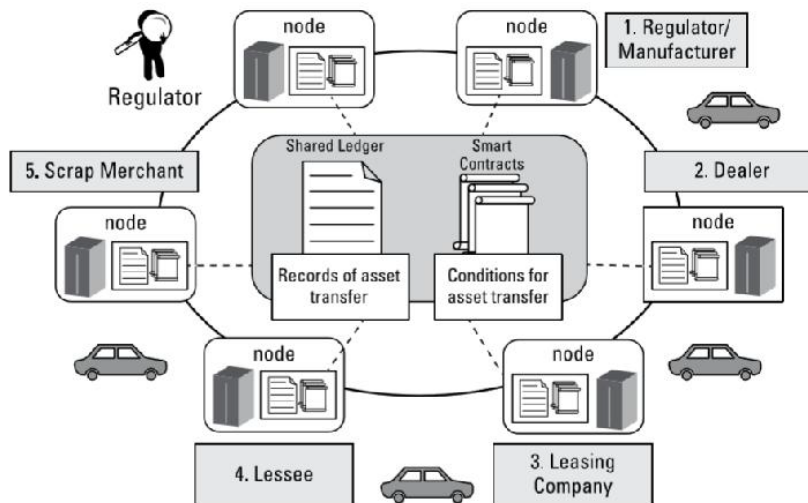 node
node
1. Regulator/
Manufacturer
Regulator
Shared Ledger
Smart
Contracts
5. Scrap Merchant
2. Dealer
node
node
Records of asset
transfer
Conditions for
asset transfer
node
node
4. Lessee
3. Leasing
Company